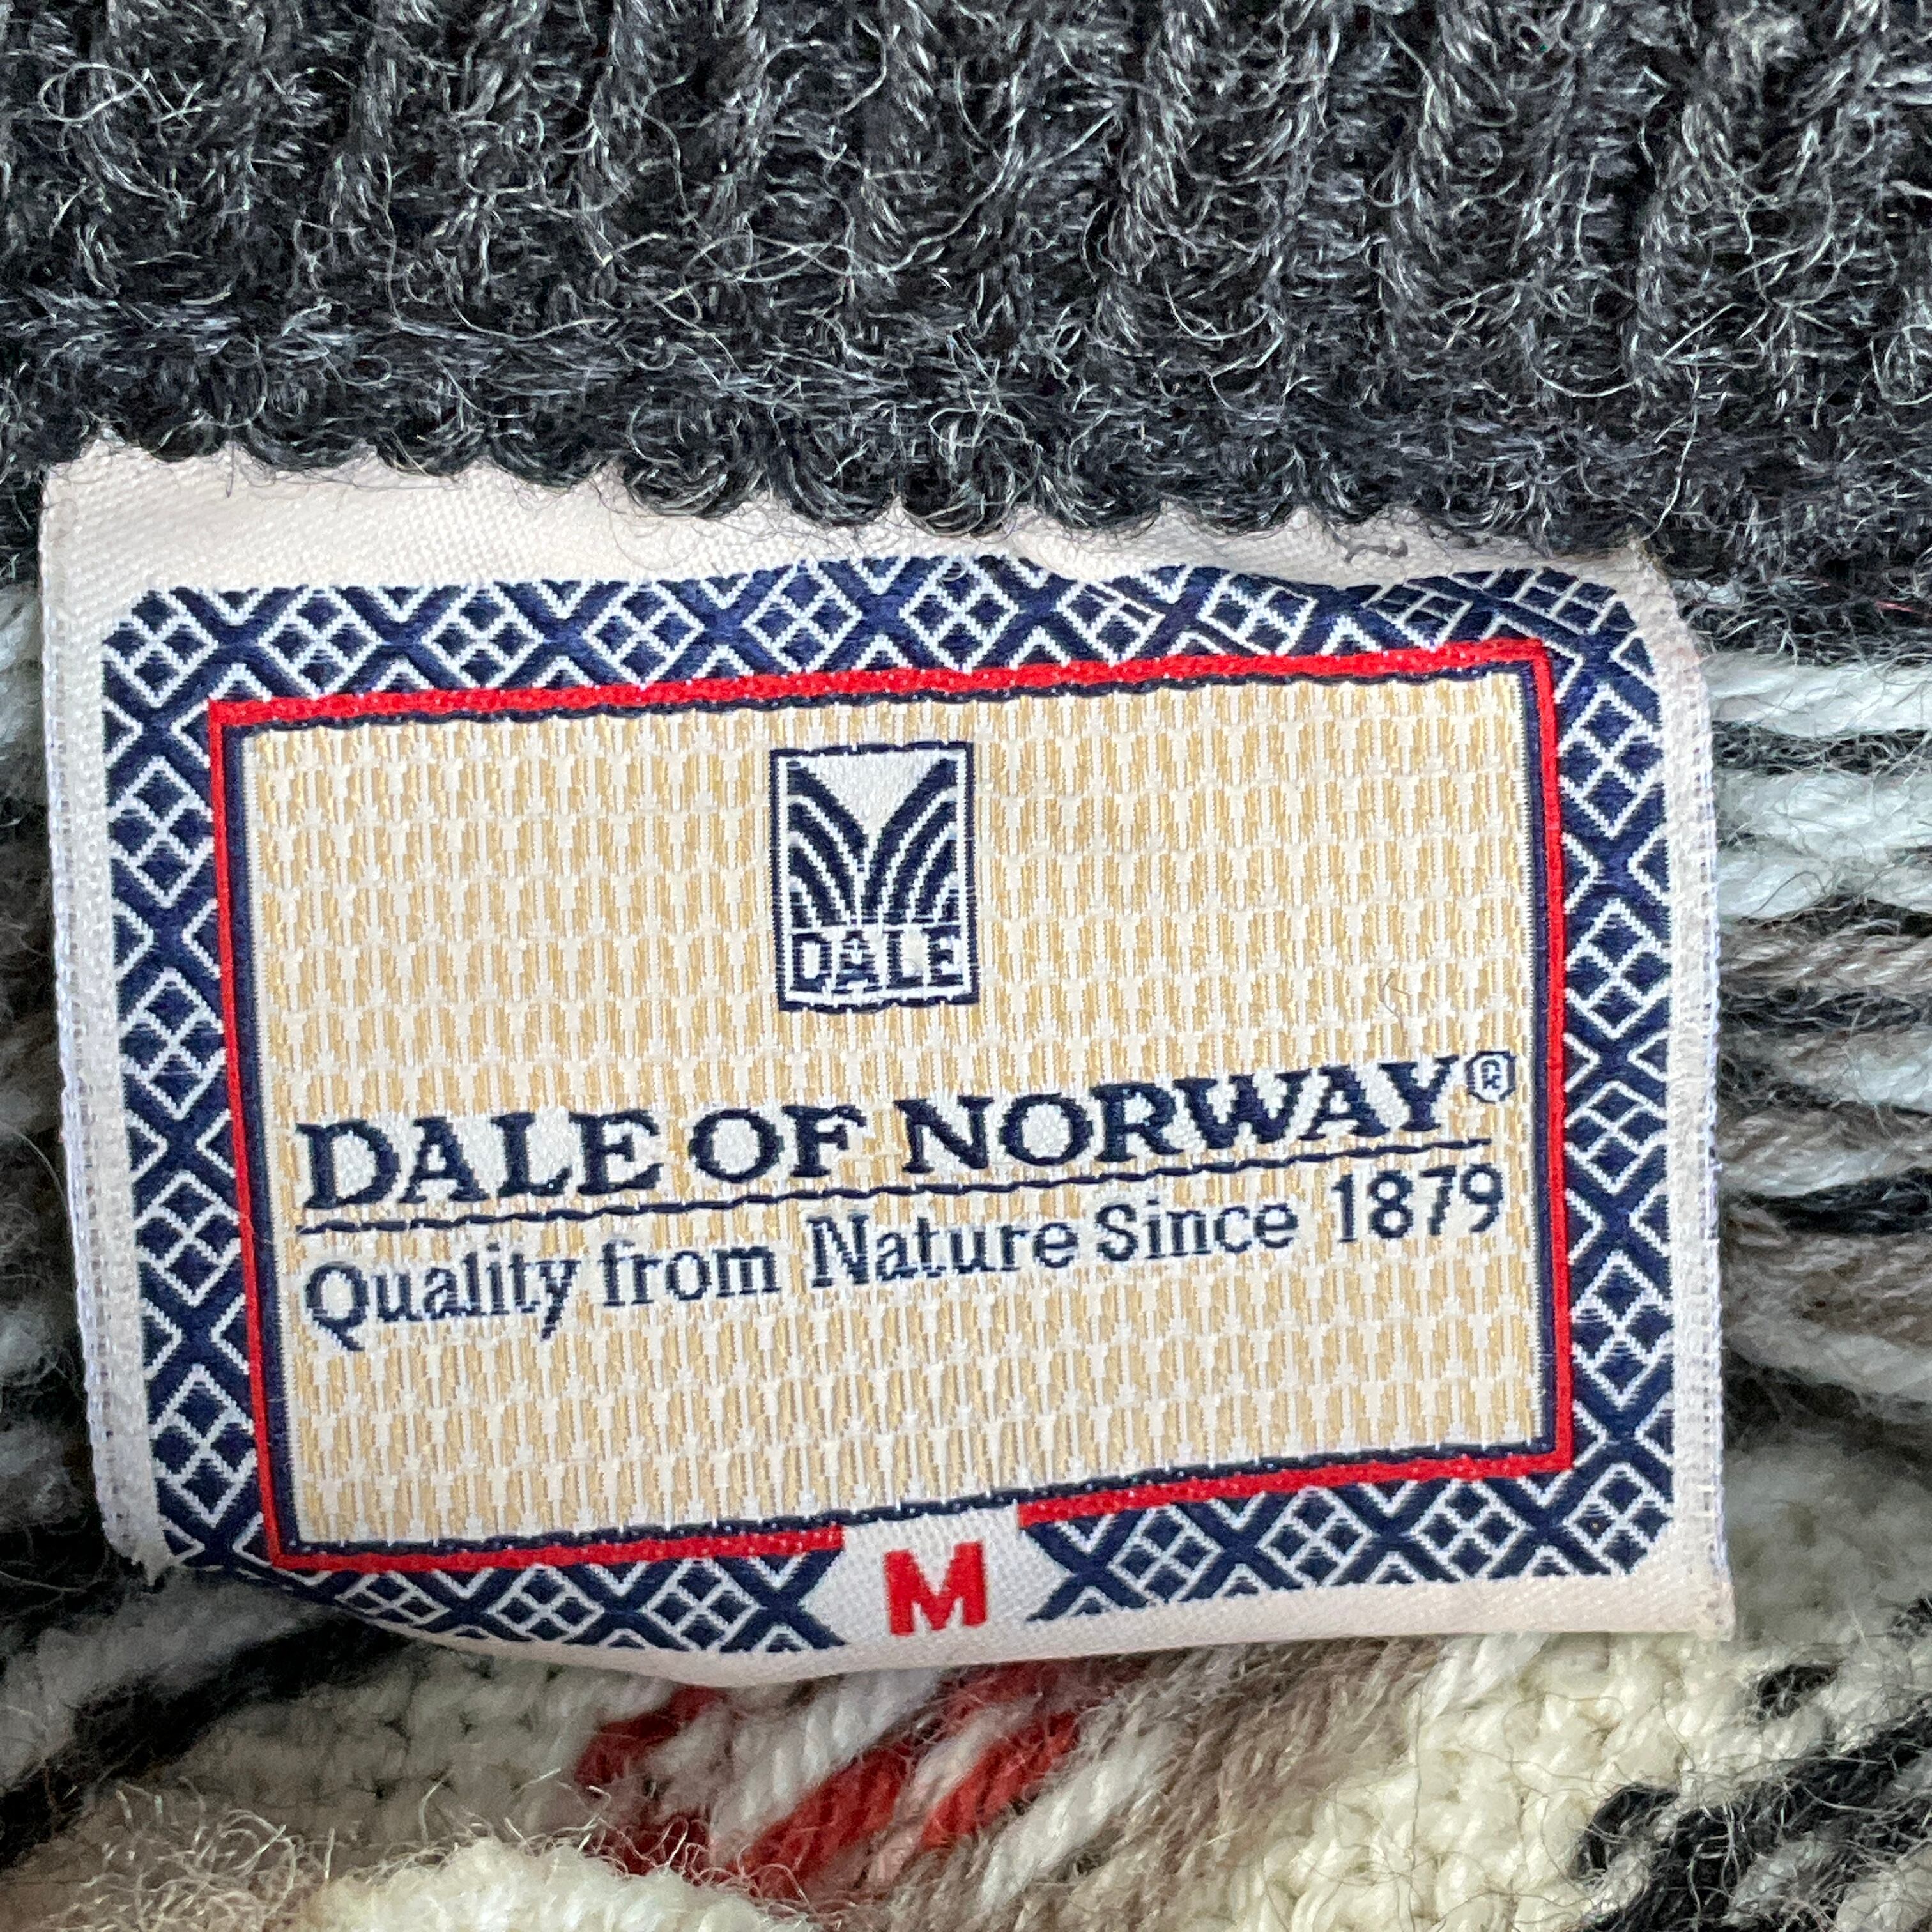 DALE
DALE OF NORWAY®
Quality from Nature Since 1879
M